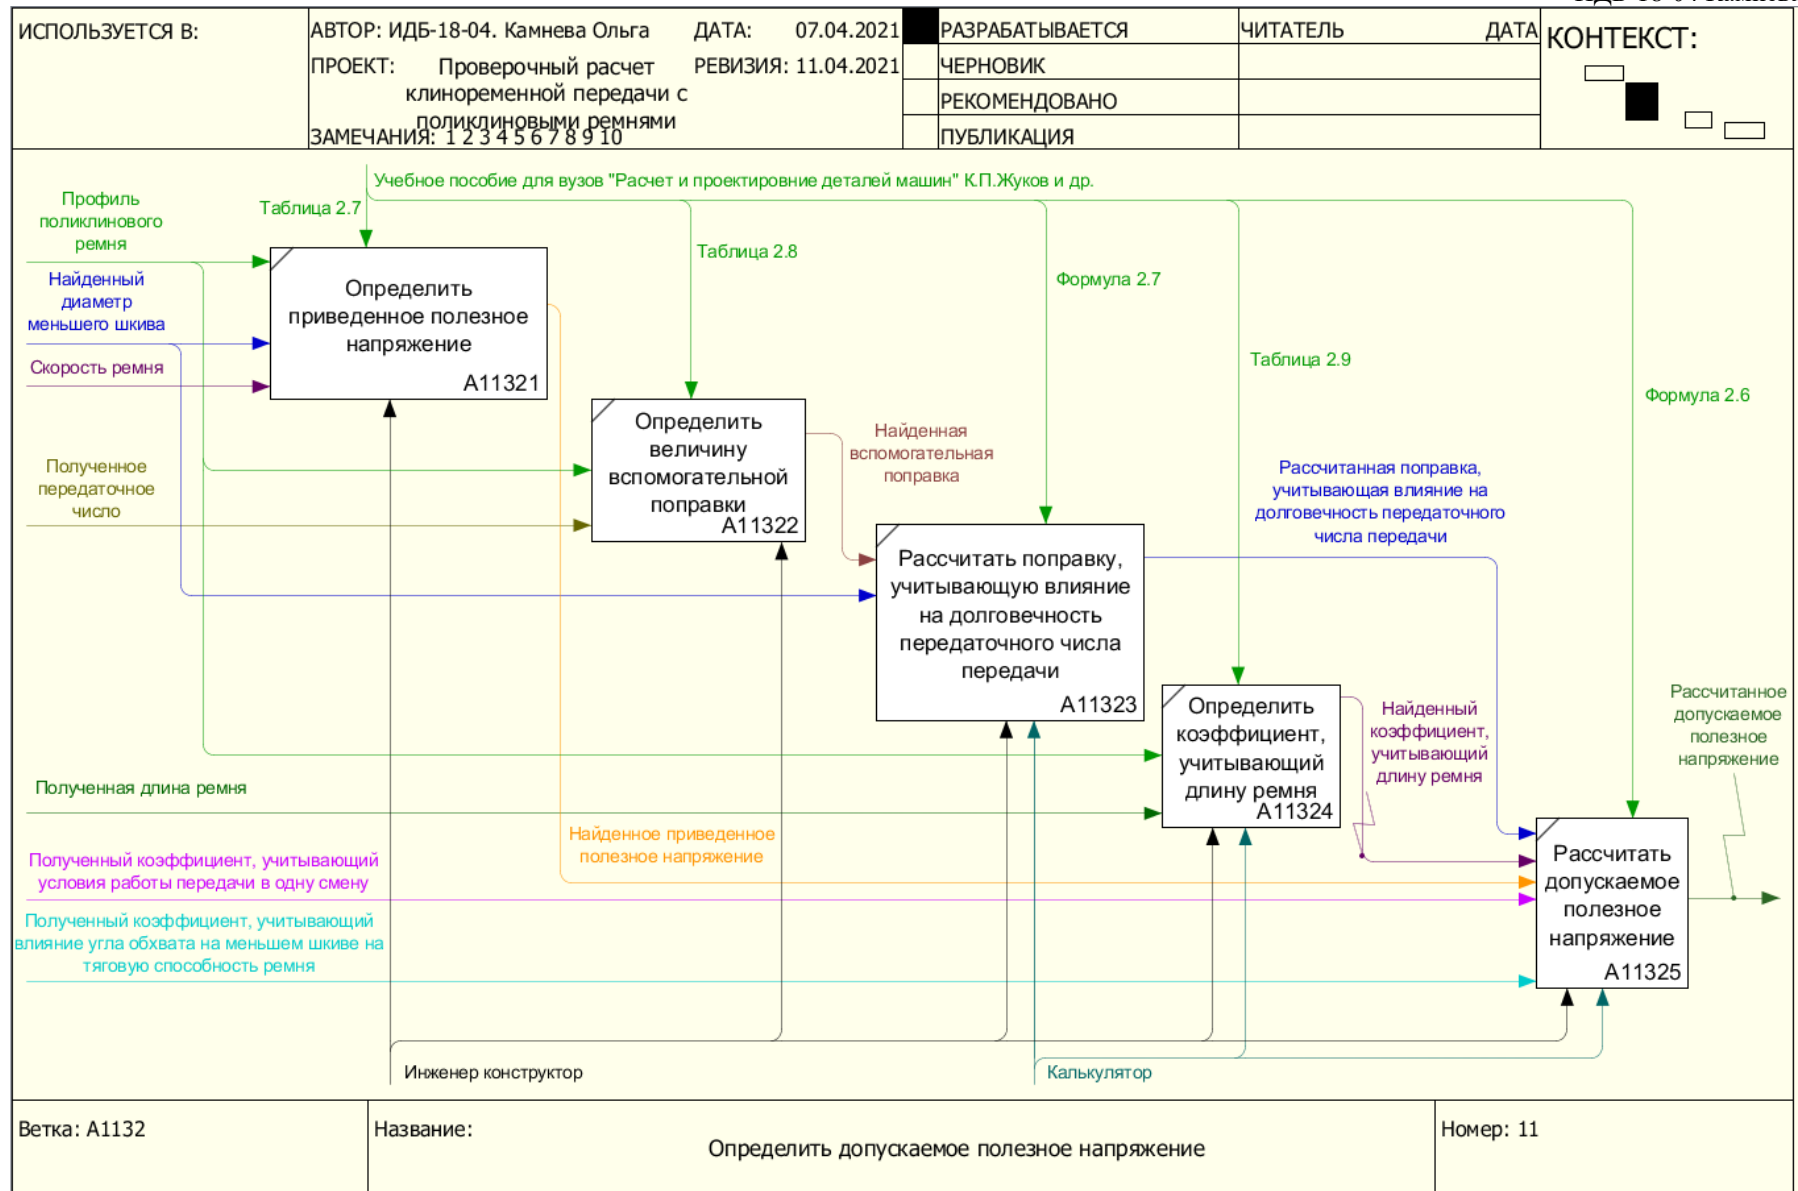 ИСПОЛЬЗУЕТСЯ В:
АВТОР: ИДБ-18-04. Камнева Ольга
ДАТА: 07.04.2021
ПРОЕКТ: Проверочный расчет
клиноременной передачи с
поликлиновыми ремнями
РЕВИЗИЯ: 11.04.2021
ЗАМЕЧАНИЯ: 1 2 3 4 5 6 7 8 9 10
РАЗРАБАТЫВАЕТСЯ
ЧЕРНОВИК
РЕКОМЕНДОВАНО
ПУБЛИКАЦИЯ
ЧИТАТЕЛЬ
ДАТА
КОНТЕКСТ:
Учебное пособие для вузов "Расчет и проектировние деталей машин" К.П.Жуков и др.
Профиль
поликлинового
ремня
Таблица 2.7
Таблица 2.8
Формула 2.7
Таблица 2.9
Формула 2.6
Найденный
диаметр
меньшего шкива
Скорость ремня
Определить
приведенное полезное
напряжение
A11321
Полученное
передаточное
число
Определить
величину
вспомогательной
поправки
A11322
Найденная
вспомогательная
поправка
Рассчитанная поправка,
учитывающая влияние на
долговечность передаточного
числа передачи
Рассчитать поправку,
учитывающую влияние
на долговечность
передаточного числа
передачи
A11323
Определить
коэффициент,
учитывающий
длину ремня
A11324
Найденный
коэффициент,
учитывающий
длину ремня
Рассчитанное
допускаемое
полезное
напряжение
Полученная длина ремня
Найденное приведенное
полезное напряжение
Полученный коэффициент, учитывающий
условия работы передачи в одну смену
Полученный коэффициент, учитывающий
влияние угла обхвата на меньшем шкиве на
тяговую способность ремня
Рассчитать
допускаемое
полезное
напряжение
A11325
Инженер конструктор
Калькулятор
Ветка: A1132
Название:
Определить допускаемое полезное напряжение
Номер: 11